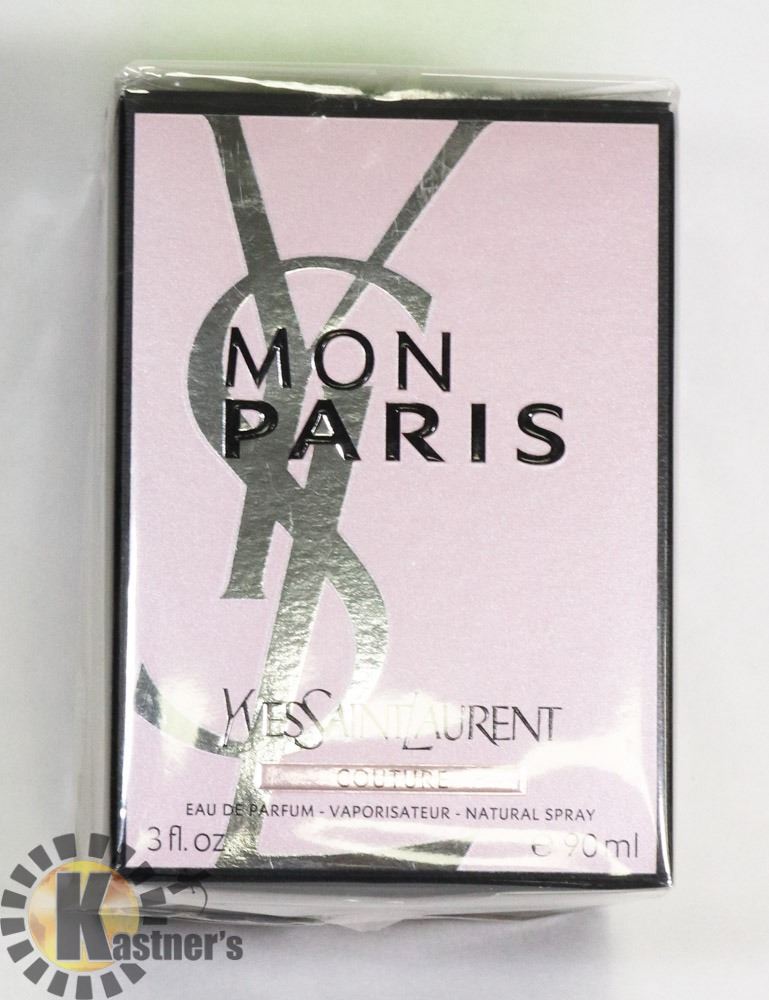 MON
PARIS
YVESSAINTLAURENT
COUTURE
EAU DE PARFUM - VAPORISATEUR - NATURAL SPRAY
3 fl. oz. ℮ 90 ml
Kastner's